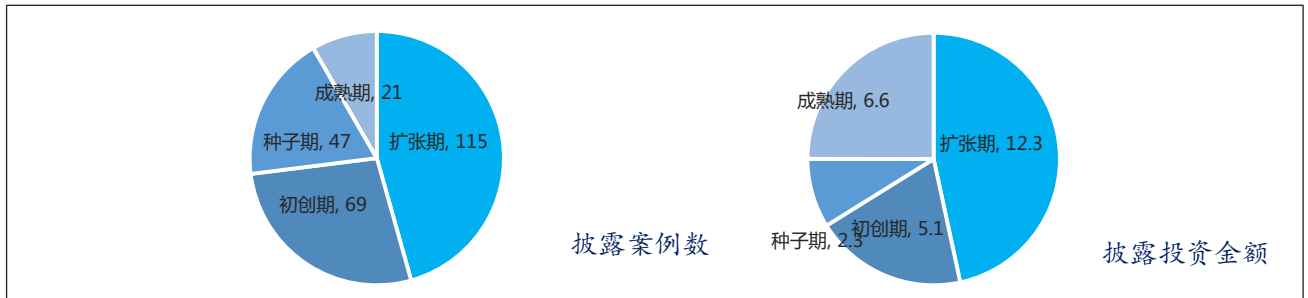 成熟期, 21
种子期, 47
扩张期, 115
初创期, 69
披露案例数
成熟期, 6.6
扩张期, 12.3
种子期, 2.3
初创期, 5.1
披露投资金额